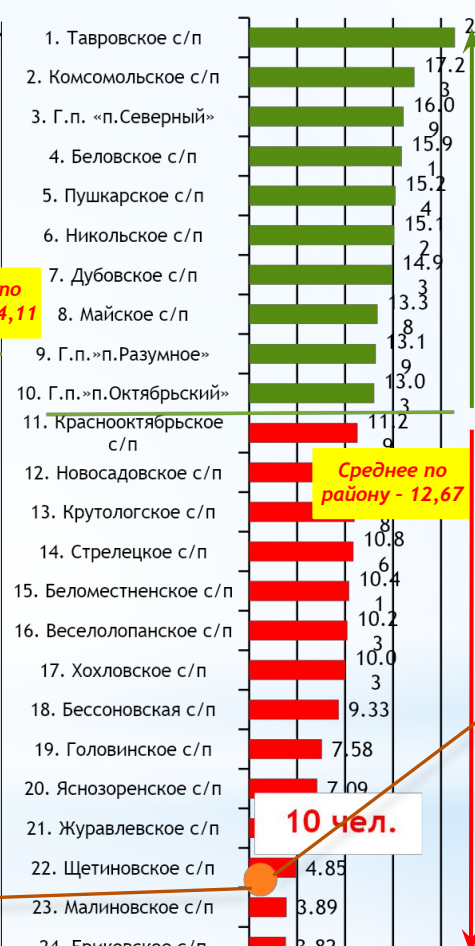 1. Тавровское с/п 2
2. Комсомольское с/п 17.2
3
3. Г.п. «п.Северный» 16.0
9
4. Беловское с/п 15.9
1
5. Пушкарское с/п 15.2
4
6. Никольское с/п 15.1
2
7. Дубовское с/п 14.9
3
по
4,11
8. Майское с/п 13.3
8
9. Г.п.»п.Разумное» 13.1
9
10. Г.п.»п.Октябрьский» 13.0
3
11. Краснооктябрьское
с/п
11.2
12. Новосадовское с/п
Среднее по
району – 12,67
13. Крутологское с/п
8
14. Стрелецкое с/п 10.8
6
15. Беломестненское с/п 10.4
1
16. Веселолопанское с/п 10.2
3
17. Хохловское с/п 10.0
3
18. Бессоновская с/п 9.33
19. Головинское с/п 7.58
20. Яснозоренское с/п 7.09
21. Журавлевское с/п
10 чел.
22. Щетиновское с/п 4.85
23. Малиновское с/п 3.89